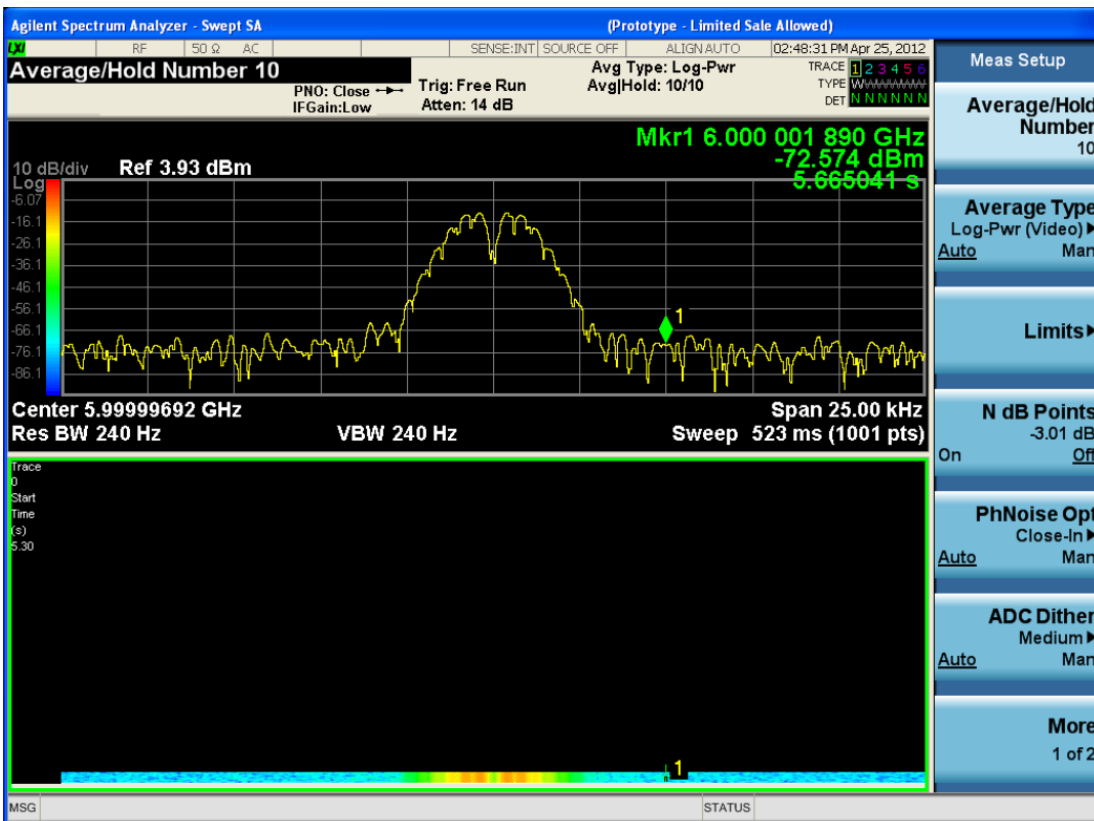 Agilent Spectrum Analyzer - Swept SA (Prototype - Limited Sale Allowed)
LXI RF 50 Ω AC SENSE:INT SOURCE OFF ALIGN AUTO 02:48:31 PM Apr 25, 2012
Average/Hold Number 10
PNO: Close
IFGain:Low
Trig: Free Run
Atten: 14 dB
Avg Type: Log-Pwr
Avg|Hold: 10/10
TRACE 1 2 3 4 5 6
TYPE WWWWWW
DET N N N N N N
Mkr1 6.000 001 890 GHz
-72.574 dBm
5.665041 s
10 dB/div Ref 3.93 dBm
Log
-6.07
-16.1
-26.1
-36.1
-46.1
-56.1
-66.1
-76.1
-86.1
1
Center 5.99999692 GHz Span 25.00 kHz
Res BW 240 Hz VBW 240 Hz Sweep 523 ms (1001 pts)
Trace
0
Start
Time
(s)
5.30
1
MSG STATUS
Meas Setup
Average/Hold
Number
10
Average Type
Log-Pwr (Video)
Auto Man
Limits
N dB Points
-3.01 dB
On Off
PhNoise Opt
Close-In
Auto Man
ADC Dither
Medium
Auto Man
More
1 of 2